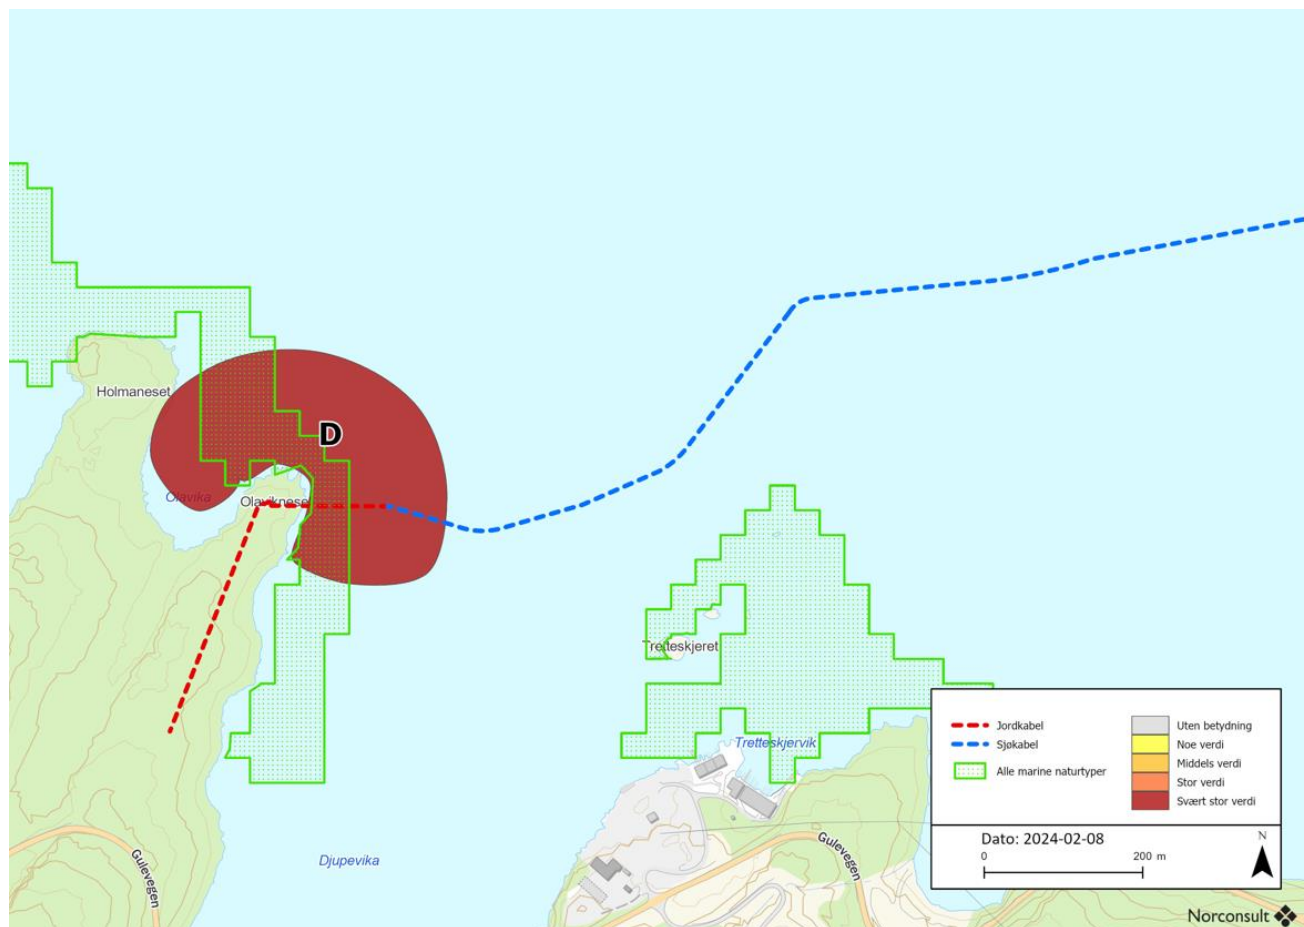 Holmaneset
D
Olavika
Olavikneset
Tretteskjeret
Tretteskjervik
Djupevika
Gulevegen
Gulevegen
Jordkabel
Sjøkabel
Alle marine naturtyper
Uten betydning
Noe verdi
Middels verdi
Stor verdi
Svært stor verdi
Dato: 2024-02-08
0 200 m
N
Norconsult